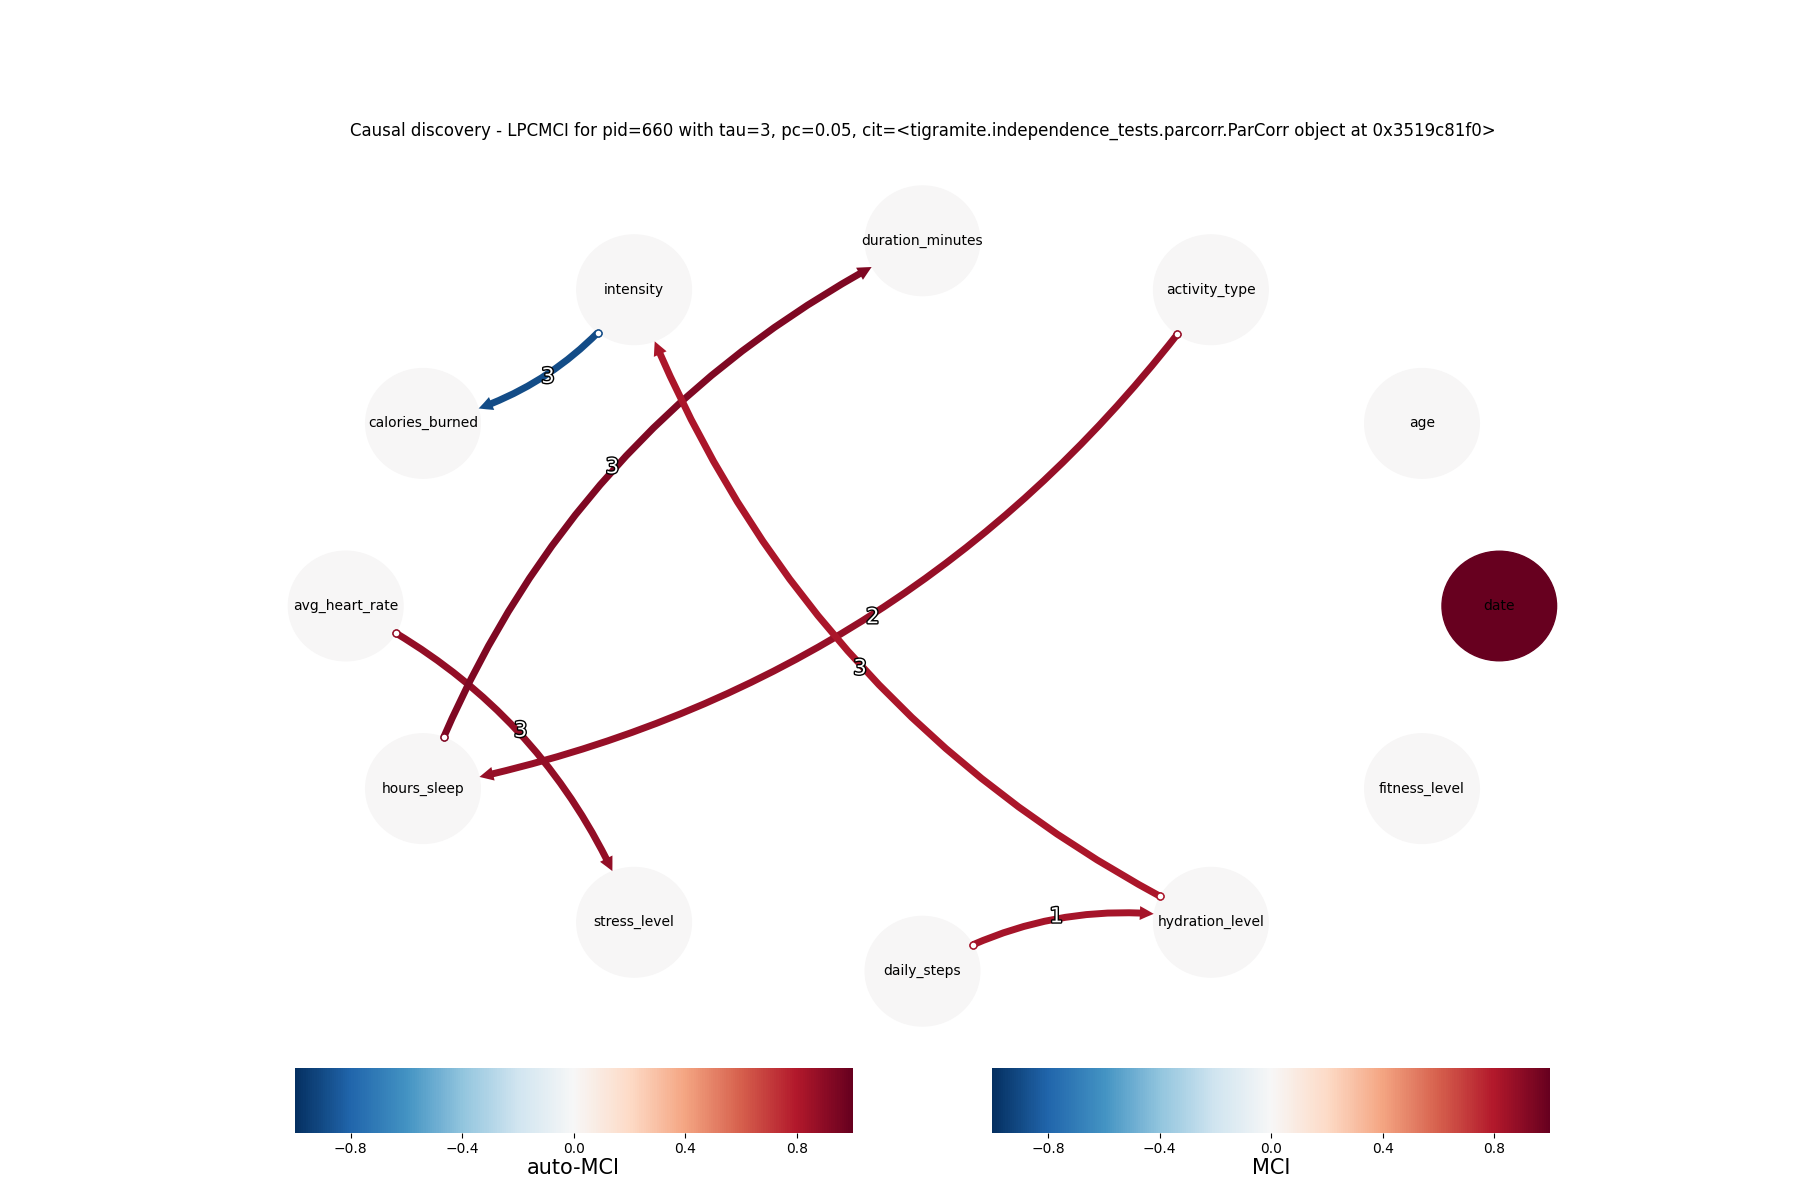 Causal discovery - LPCMCI for pid=660 with tau=3, pc=0.05, cit=<tigramite.independence_tests.parcorr.ParCorr object at 0x3519c81f0>
duration_minutes
intensity
activity_type
3
calories_burned
age
3
avg_heart_rate
date
2
3
3
hours_sleep
fitness_level
1
stress_level
hydration_level
daily_steps
−0.8 −0.4 0.0 0.4 0.8
auto-MCI
−0.8 −0.4 0.0 0.4 0.8
MCI